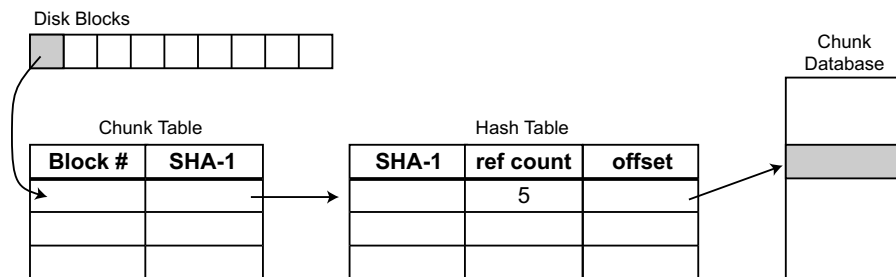 Disk Blocks
Chunk
Database
Chunk Table
Hash Table
Block # SHA-1
SHA-1 ref count offset
5